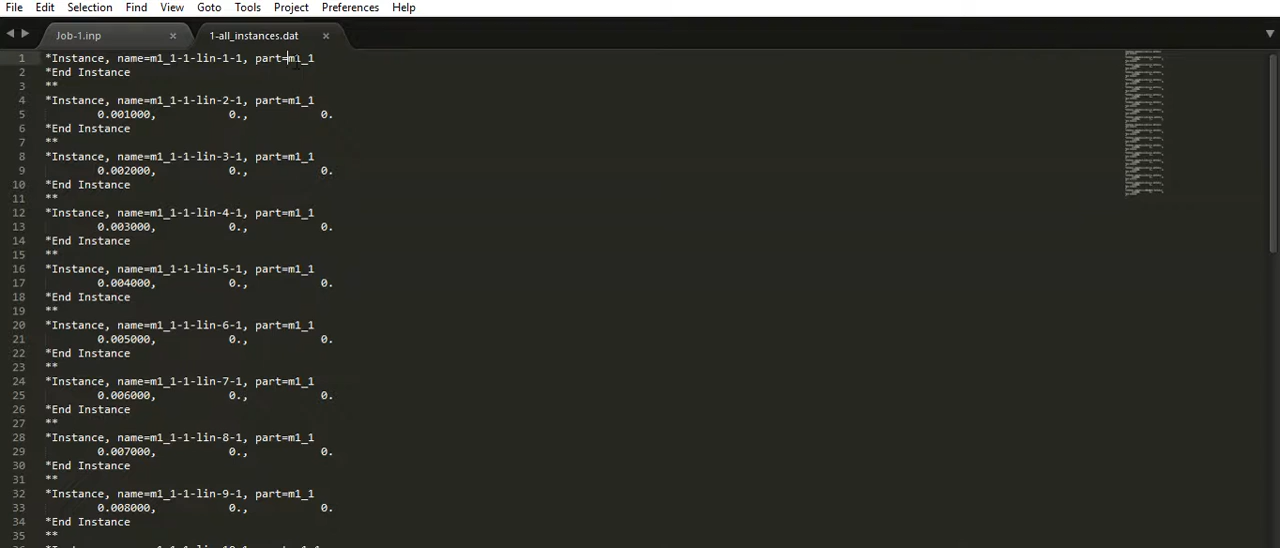 File Edit Selection Find View Goto Tools Project Preferences Help
Job-1.inp × 1-all_instances.dat ×
1 *Instance, name=m1_1-1-lin-1-1, part=m1_1
2 *End Instance
3 **
4 *Instance, name=m1_1-1-lin-2-1, part=m1_1
5 0.001000, 0., 0.
6 *End Instance
7 **
8 *Instance, name=m1_1-1-lin-3-1, part=m1_1
9 0.002000, 0., 0.
10 *End Instance
11 **
12 *Instance, name=m1_1-1-lin-4-1, part=m1_1
13 0.003000, 0., 0.
14 *End Instance
15 **
16 *Instance, name=m1_1-1-lin-5-1, part=m1_1
17 0.004000, 0., 0.
18 *End Instance
19 **
20 *Instance, name=m1_1-1-lin-6-1, part=m1_1
21 0.005000, 0., 0.
22 *End Instance
23 **
24 *Instance, name=m1_1-1-lin-7-1, part=m1_1
25 0.006000, 0., 0.
26 *End Instance
27 **
28 *Instance, name=m1_1-1-lin-8-1, part=m1_1
29 0.007000, 0., 0.
30 *End Instance
31 **
32 *Instance, name=m1_1-1-lin-9-1, part=m1_1
33 0.008000, 0., 0.
34 *End Instance
35 **